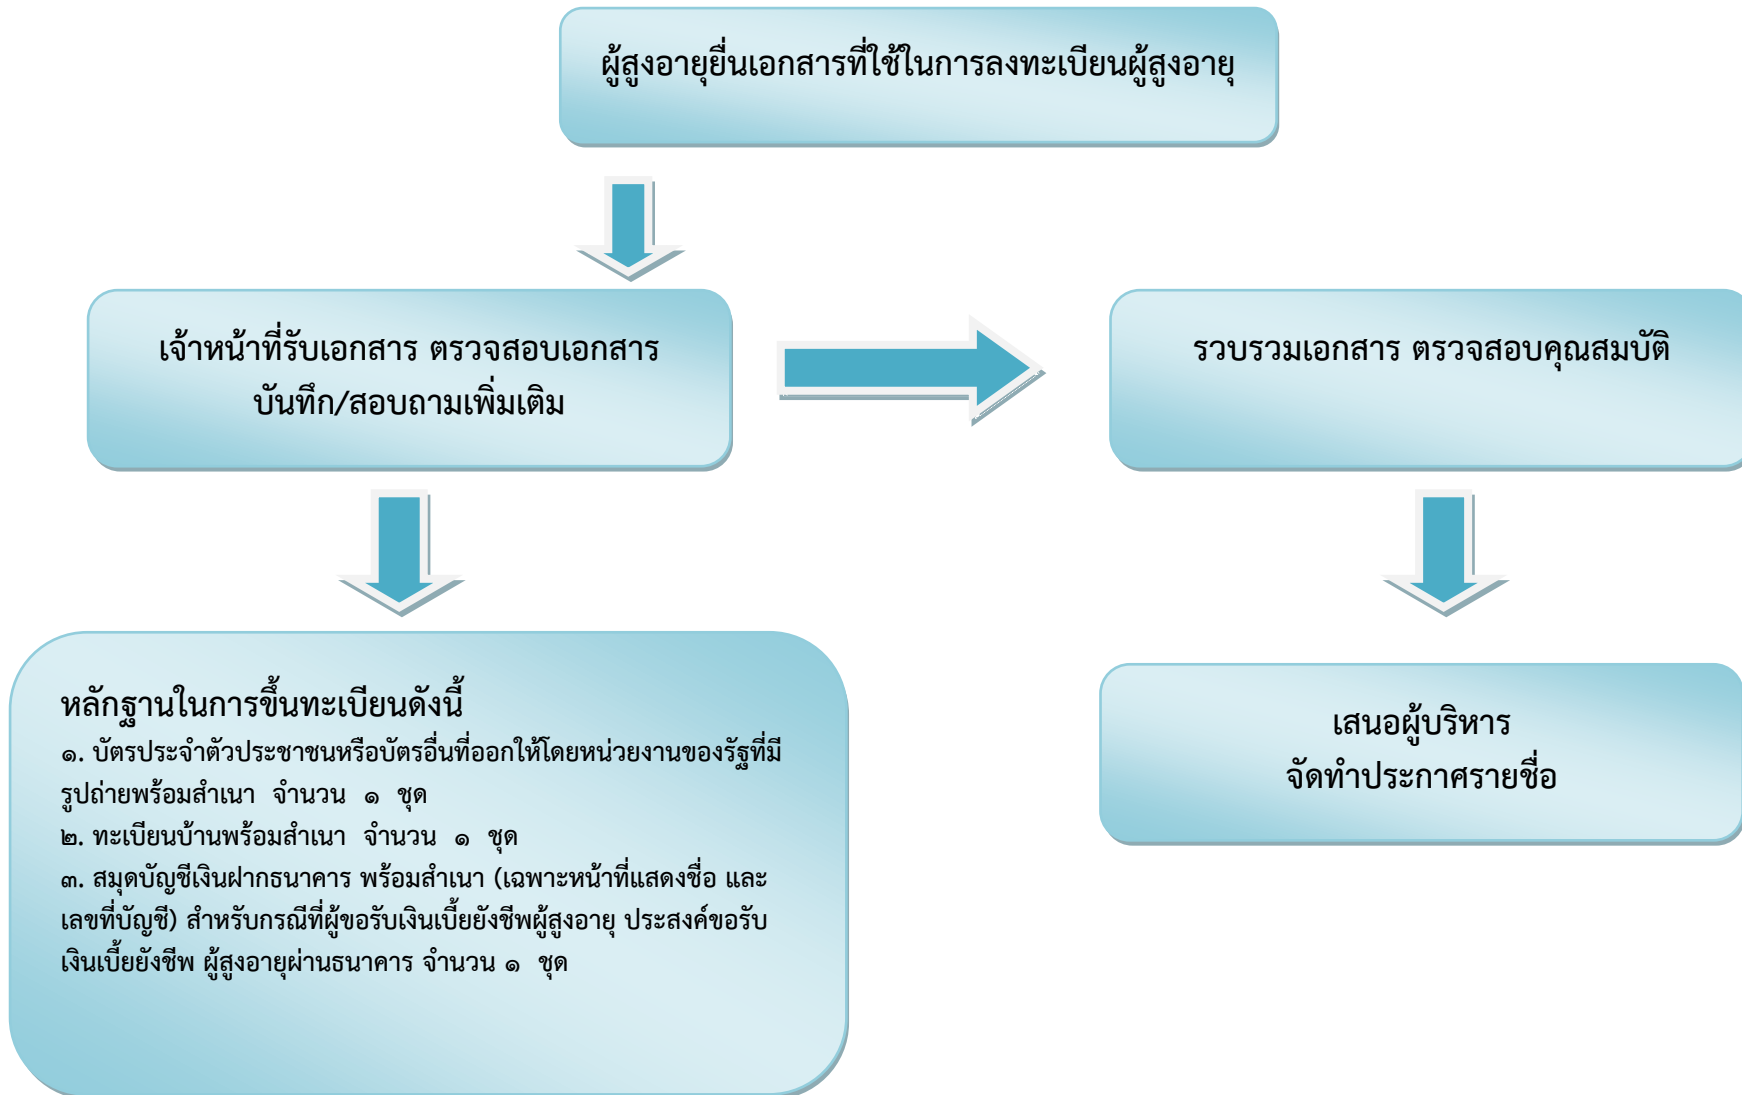 ผู้สูงอายุยื่นเอกสารที่ใช้ในการลงทะเบียนผู้สูงอายุ
เจ้าหน้าที่รับเอกสาร ตรวจสอบเอกสาร
บันทึก/สอบถามเพิ่มเติม
รวบรวมเอกสาร ตรวจสอบคุณสมบัติ
หลักฐานในการขึ้นทะเบียนดังนี้
๑. บัตรประจำตัวประชาชนหรือบัตรอื่นที่ออกให้โดยหน่วยงานของรัฐที่มี
รูปถ่ายพร้อมสำเนา จำนวน ๑ ชุด
๒. ทะเบียนบ้านพร้อมสำเนา จำนวน ๑ ชุด
๓. สมุดบัญชีเงินฝากธนาคาร พร้อมสำเนา (เฉพาะหน้าที่แสดงชื่อ และ
เลขที่บัญชี) สำหรับกรณีที่ผู้ขอรับเงินเบี้ยยังชีพผู้สูงอายุ ประสงค์ขอรับ
เงินเบี้ยยังชีพ ผู้สูงอายุผ่านธนาคาร จำนวน ๑ ชุด
เสนอผู้บริหาร
จัดทำประกาศรายชื่อ